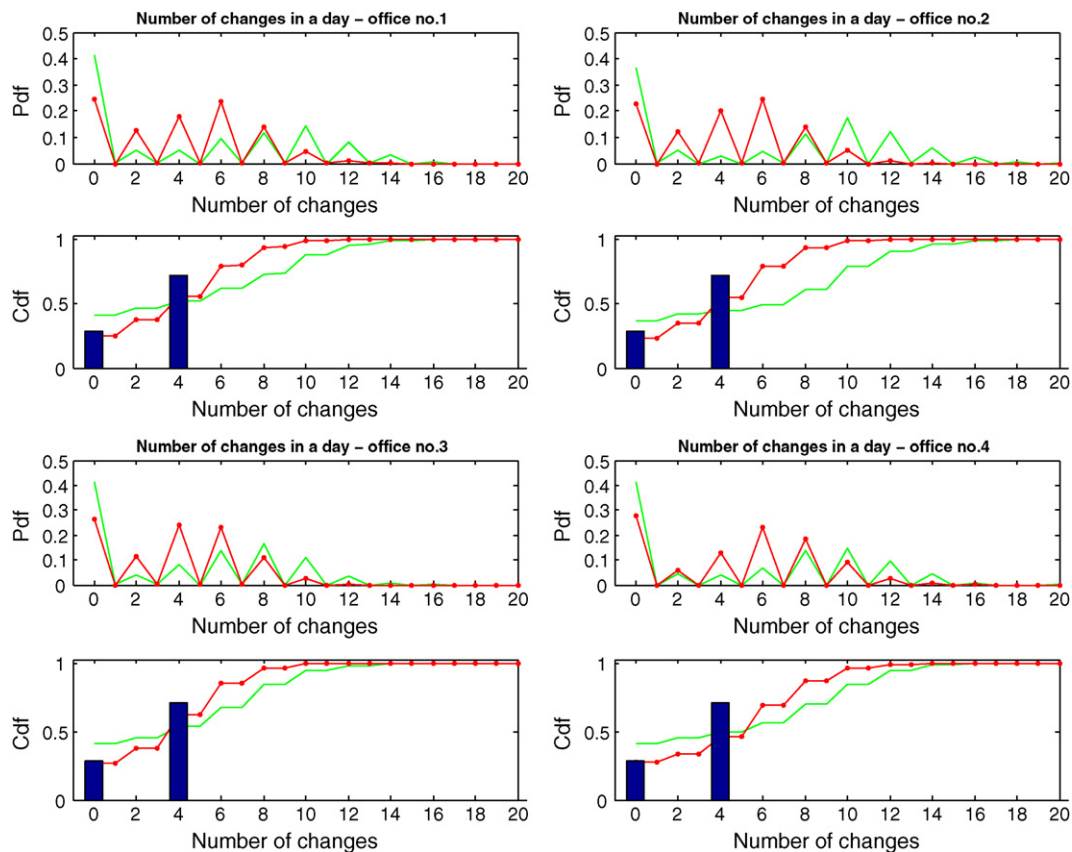 Number of changes in a day – office no.1
0.5
0.4
0.3
0.2
0.1
0
Pdf
0 2 4 6 8 10 12 14 16 18 20
Number of changes
1
0.5
0
Cdf
0 2 4 6 8 10 12 14 16 18 20
Number of changes
Number of changes in a day – office no.2
0.5
0.4
0.3
0.2
0.1
0
Pdf
0 2 4 6 8 10 12 14 16 18 20
Number of changes
1
0.5
0
Cdf
0 2 4 6 8 10 12 14 16 18 20
Number of changes
Number of changes in a day – office no.3
0.5
0.4
0.3
0.2
0.1
0
Pdf
0 2 4 6 8 10 12 14 16 18 20
Number of changes
1
0.5
0
Cdf
0 2 4 6 8 10 12 14 16 18 20
Number of changes
Number of changes in a day – office no.4
0.5
0.4
0.3
0.2
0.1
0
Pdf
0 2 4 6 8 10 12 14 16 18 20
Number of changes
1
0.5
0
Cdf
0 2 4 6 8 10 12 14 16 18 20
Number of changes